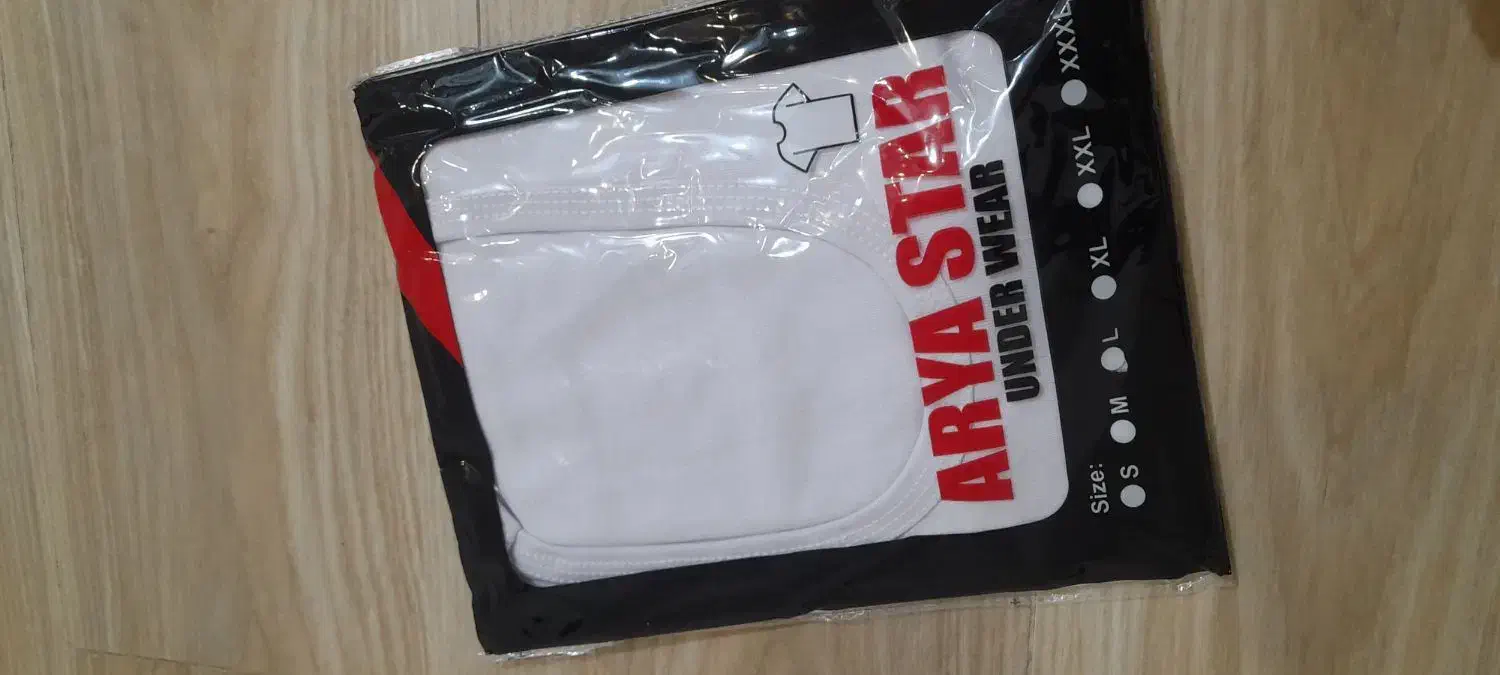 ARYA STAR
UNDER WEAR
Size:
S M L XL XXL XXXL